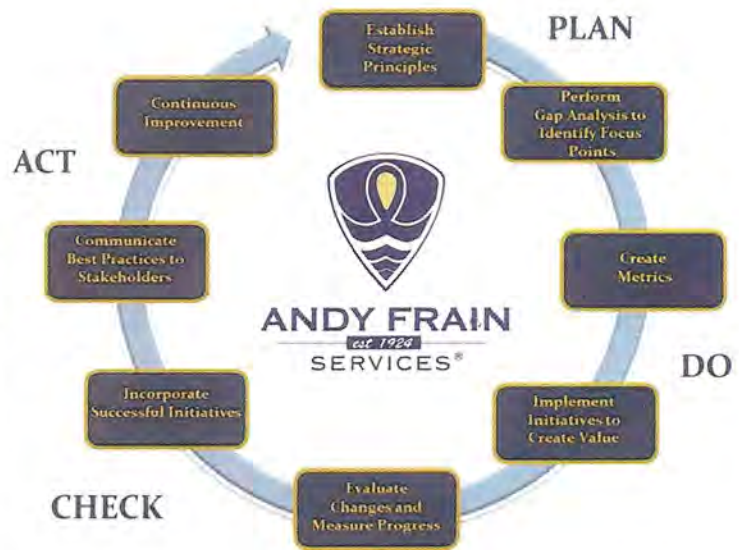 PLAN
Establish
Strategic
Principles
Perform
Gap Analysis to
Identify Focus
Points
Create
Metrics
DO
Implement
Initiatives to
Create Value
Evaluate
Changes and
Measure Progress
CHECK
Incorporate
Successful Initiatives
Communicate
Best Practices to
Stakeholders
ACT
Continuous
Improvement
ANDY FRAIN
est 1924
SERVICES®